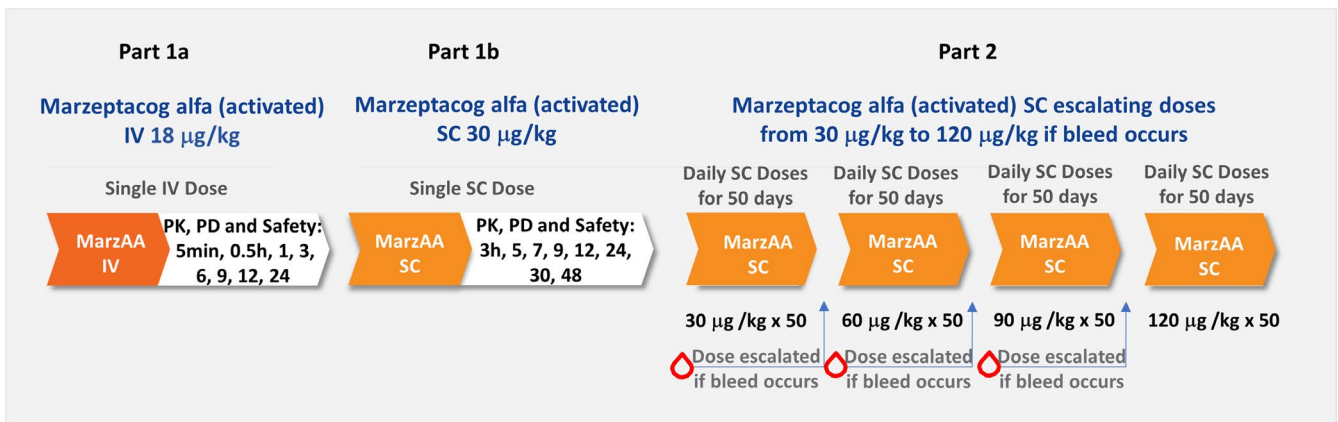 Part 1a
Marzeptacog alfa (activated)
IV 18 µg/kg
Single IV Dose
MarzAA
IV
PK, PD and Safety:
5min, 0.5h, 1, 3,
6, 9, 12, 24
Part 1b
Marzeptacog alfa (activated)
SC 30 µg/kg
Single SC Dose
MarzAA
SC
PK, PD and Safety:
3h, 5, 7, 9, 12, 24,
30, 48
Part 2
Marzeptacog alfa (activated) SC escalating doses
from 30 µg/kg to 120 µg/kg if bleed occurs
Daily SC Doses
for 50 days
MarzAA
SC
30 µg /kg x 50
Dose escalated
if bleed occurs
Daily SC Doses
for 50 days
MarzAA
SC
60 µg /kg x 50
Dose escalated
if bleed occurs
Daily SC Doses
for 50 days
MarzAA
SC
90 µg /kg x 50
Dose escalated
if bleed occurs
Daily SC Doses
for 50 days
MarzAA
SC
120 µg /kg x 50